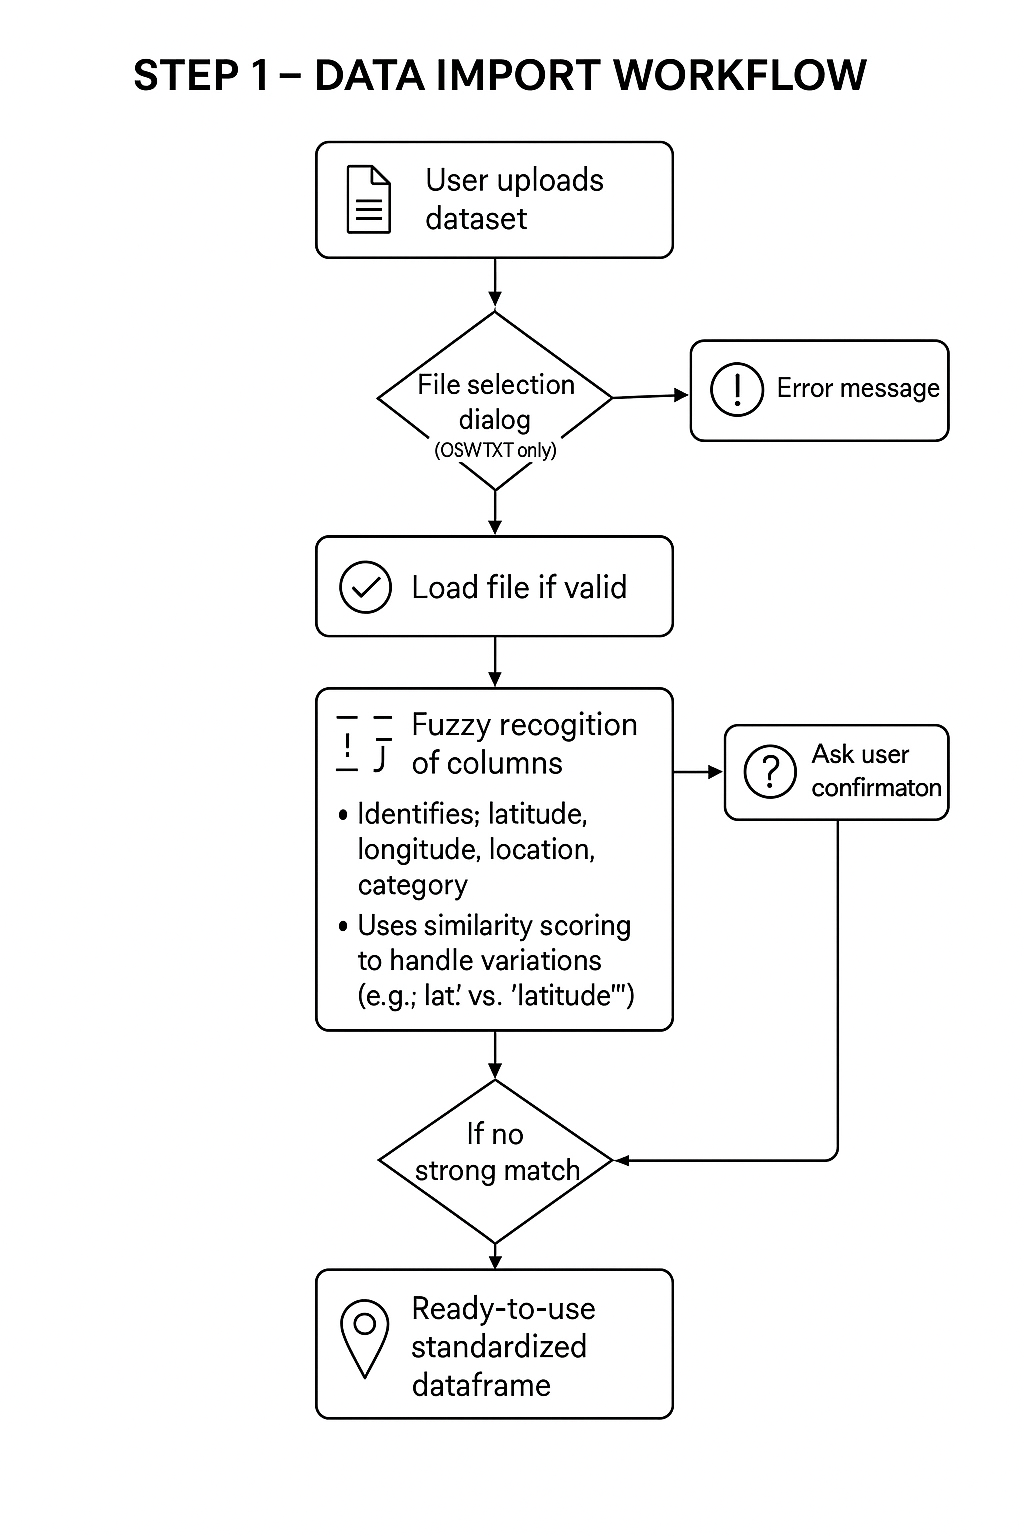 STEP 1 – DATA IMPORT WORKFLOW
User uploads
dataset
File selection
dialog
(OSWTXT only)
Error message
Load file if valid
Fuzzy recogition
of columns
• Identifies; latitude,
longitude, location,
category
• Uses similarity scoring
to handle variations
(e.g.; lat.' vs. 'latitude"')
Ask user
confirmaton
If no
strong match
Ready-to-use
standardized
dataframe